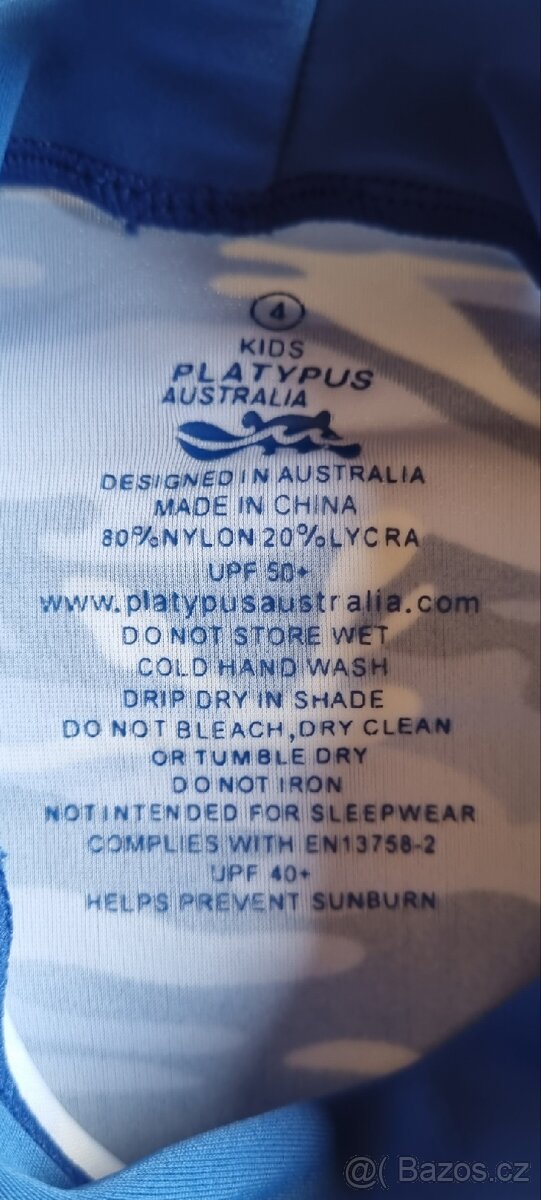 4
KIDS
PLATYPUS
AUSTRALIA
DESIGNED IN AUSTRALIA
MADE IN CHINA
80%NYLON 20%LYCRA
UPF 50+
www.platypusaustralia.com
DO NOT STORE WET
COLD HAND WASH
DRIP DRY IN SHADE
DO NOT BLEACH,DRY CLEAN
OR TUMBLE DRY
DO NOT IRON
NOT INTENDED FOR SLEEPWEAR
COMPLIES WITH EN13758-2
UPF 40+
HELPS PREVENT SUNBURN
@( Bazos.cz